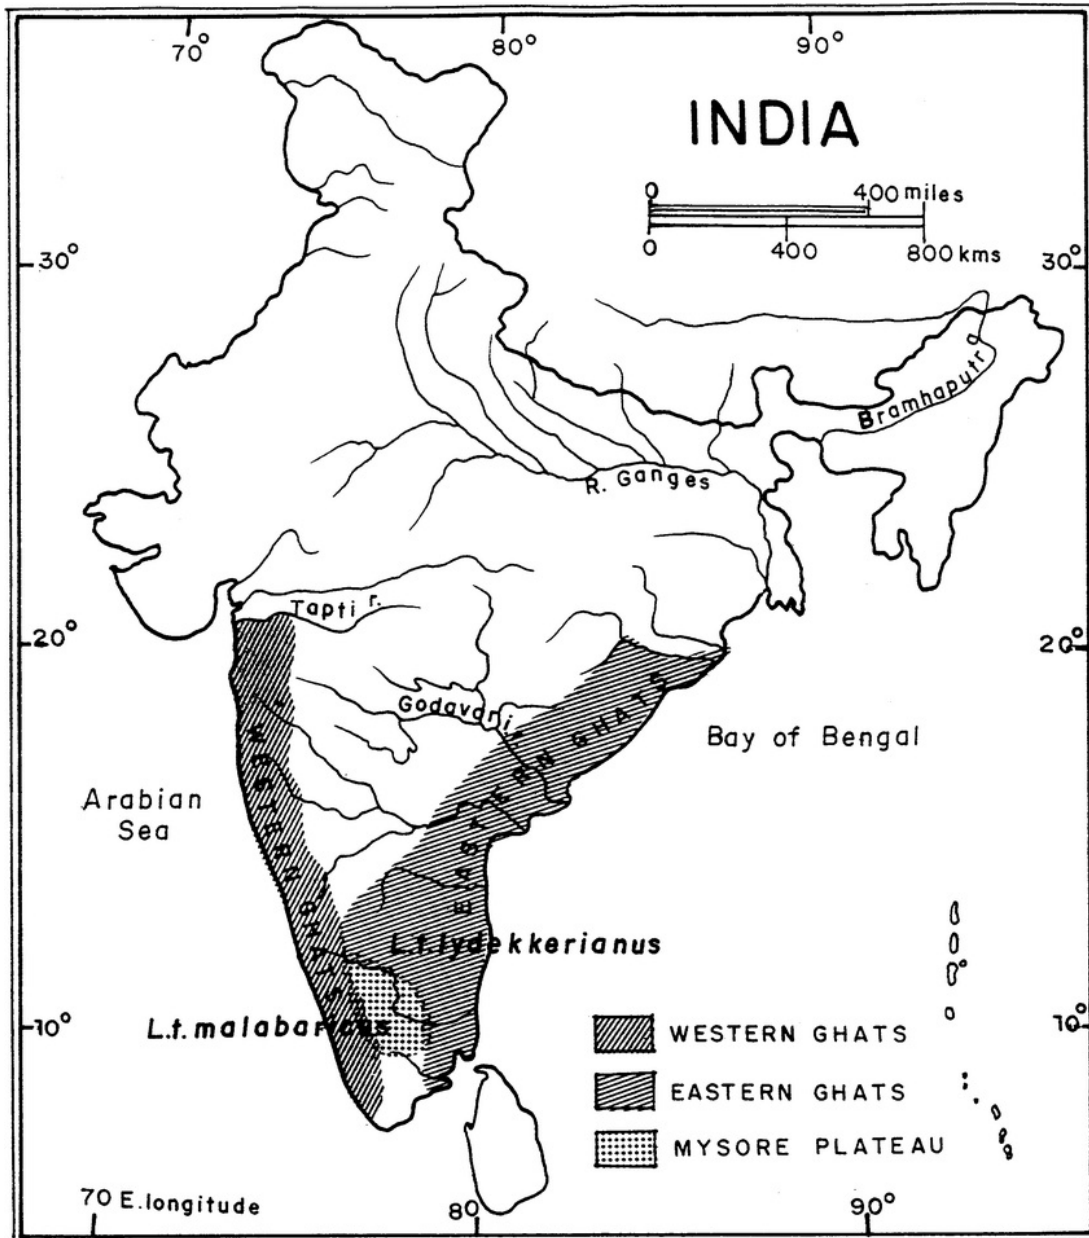 70° 80° 90°
INDIA
0 400 miles
0 400 800 kms
30° 30°
Bramhaputra
R. Ganges
Tapti r.
20° 20°
Godavari
WESTERN GHATS
EASTERN GHATS
Bay of Bengal
Arabian
Sea
L.t.lydekkerianus
L.t.malabaricus
10° 10°
WESTERN GHATS
EASTERN GHATS
MYSORE PLATEAU
70 E.longitude 80° 90°